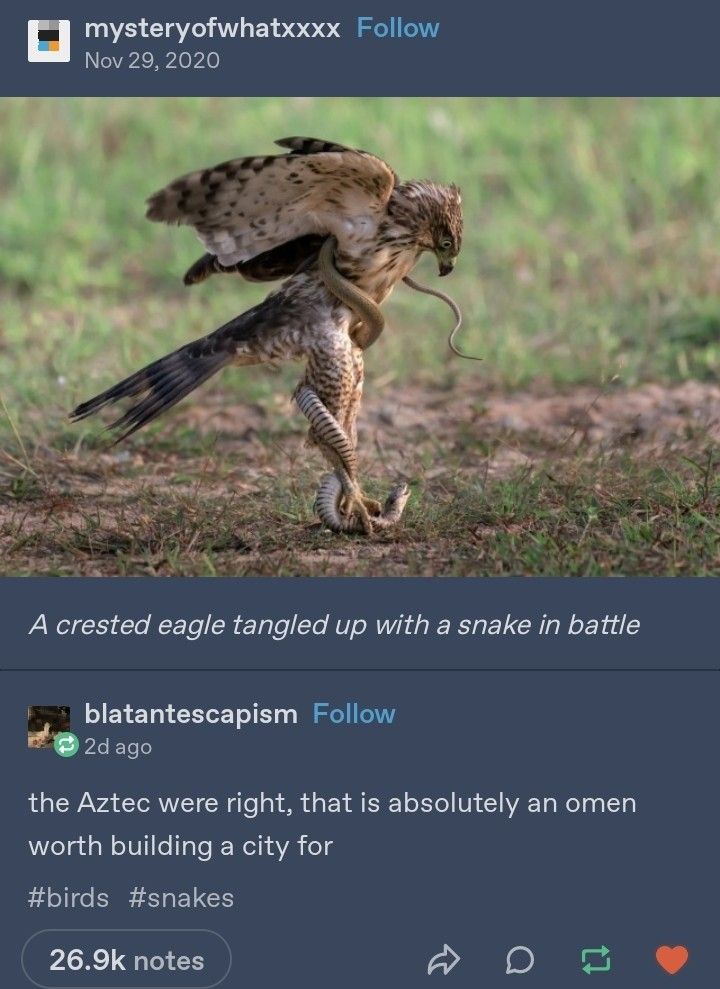 mysteryofwhatxxxx Follow
Nov 29, 2020
A crested eagle tangled up with a snake in battle
blatantescapism Follow
2d ago
the Aztec were right, that is absolutely an omen
worth building a city for
#birds #snakes
26.9k notes